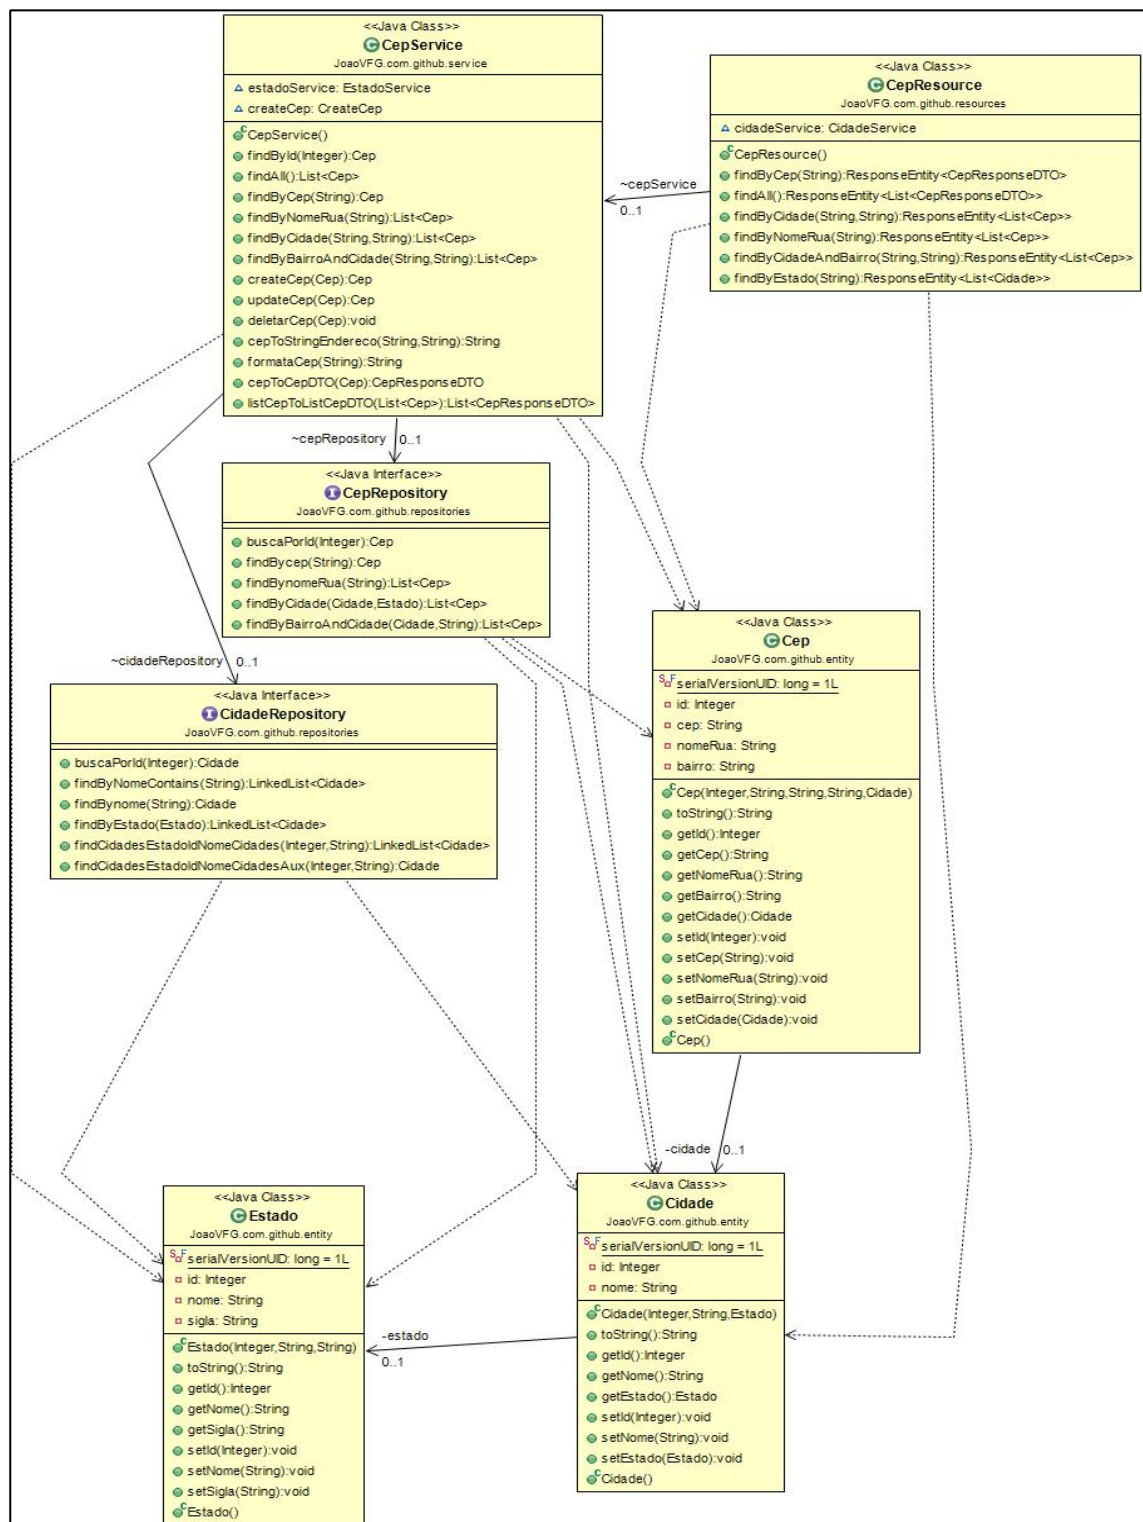 <<Java Class>>
CepService
JoaoVFG.com.github.service
estadoService: EstadoService
createCep: CreateCep
CepService()
findById(Integer):Cep
findAll():List<Cep>
findByCep(String):Cep
findByNomeRua(String):List<Cep>
findByCidade(String,String):List<Cep>
findByBairroAndCidade(String,String):List<Cep>
createCep(Cep):Cep
updateCep(Cep):Cep
deletarCep(Cep):void
cepToStringEndereco(String,String):String
formataCep(String):String
cepToCepDTO(Cep):CepResponseDTO
listCepToListCepDTO(List<Cep>):List<CepResponseDTO>
<<Java Class>>
CepResource
JoaoVFG.com.github.resources
cidadeService: CidadeService
CepResource()
findByCep(String):ResponseEntity<CepResponseDTO>
findAll():ResponseEntity<List<CepResponseDTO>>
findByCidade(String,String):ResponseEntity<List<Cep>>
findByNomeRua(String):ResponseEntity<List<Cep>>
findByCidadeAndBairro(String,String):ResponseEntity<List<Cep>>
findByEstado(String):ResponseEntity<List<Cidade>>
~cepService
0..1
~cepRepository 0..1
<<Java Interface>>
CepRepository
JoaoVFG.com.github.repositories
buscaPorId(Integer):Cep
findBycep(String):Cep
findBynomeRua(String):List<Cep>
findByCidade(Cidade,Estado):List<Cep>
findByBairroAndCidade(Cidade,String):List<Cep>
~cidadeRepository 0..1
<<Java Interface>>
CidadeRepository
JoaoVFG.com.github.repositories
buscaPorId(Integer):Cidade
findByNomeContains(String):LinkedList<Cidade>
findBynome(String):Cidade
findByEstado(Estado):LinkedList<Cidade>
findCidadesEstadoIdNomeCidades(Integer,String):LinkedList<Cidade>
findCidadesEstadoIdNomeCidadesAux(Integer,String):Cidade
<<Java Class>>
Cep
JoaoVFG.com.github.entity
S F serialVersionUID: long = 1L
id: Integer
cep: String
nomeRua: String
bairro: String
Cep(Integer,String,String,String,Cidade)
toString():String
getId():Integer
getCep():String
getNomeRua():String
getBairro():String
getCidade():Cidade
setId(Integer):void
setCep(String):void
setNomeRua(String):void
setBairro(String):void
setCidade(Cidade):void
Cep()
-cidade 0..1
<<Java Class>>
Estado
JoaoVFG.com.github.entity
S F serialVersionUID: long = 1L
id: Integer
nome: String
sigla: String
Estado(Integer,String,String)
toString():String
getId():Integer
getNome():String
getSigla():String
setId(Integer):void
setNome(String):void
setSigla(String):void
Estado()
-estado
0..1
<<Java Class>>
Cidade
JoaoVFG.com.github.entity
S F serialVersionUID: long = 1L
id: Integer
nome: String
Cidade(Integer,String,Estado)
toString():String
getId():Integer
getNome():String
getEstado():Estado
setId(Integer):void
setNome(String):void
setEstado(Estado):void
Cidade()